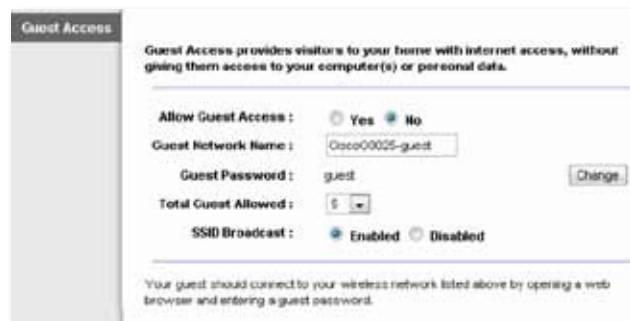 Guest Access
Guest Access provides visitors to your home with internet access, without
giving them access to your computer(s) or personal data.
Allow Guest Access : Yes No
Guest Network Name : Cisco00025-guest
Guest Password : guest Change
Total Guest Allowed : 5
SSID Broadcast : Enabled Disabled
Your guest should connect to your wireless network listed above by opening a web
browser and entering a guest password.